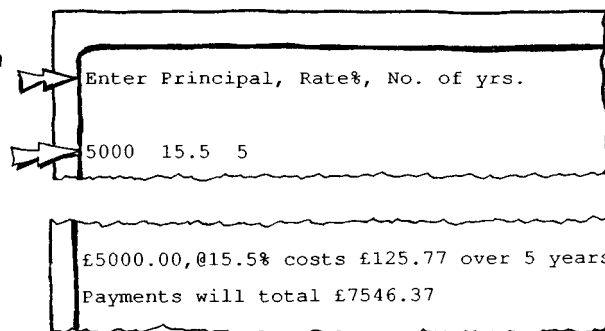 Enter Principal, Rate%, No. of yrs.
5000 15.5 5
£5000.00,@15.5% costs £125.77 over 5 years
Payments will total £7546.37